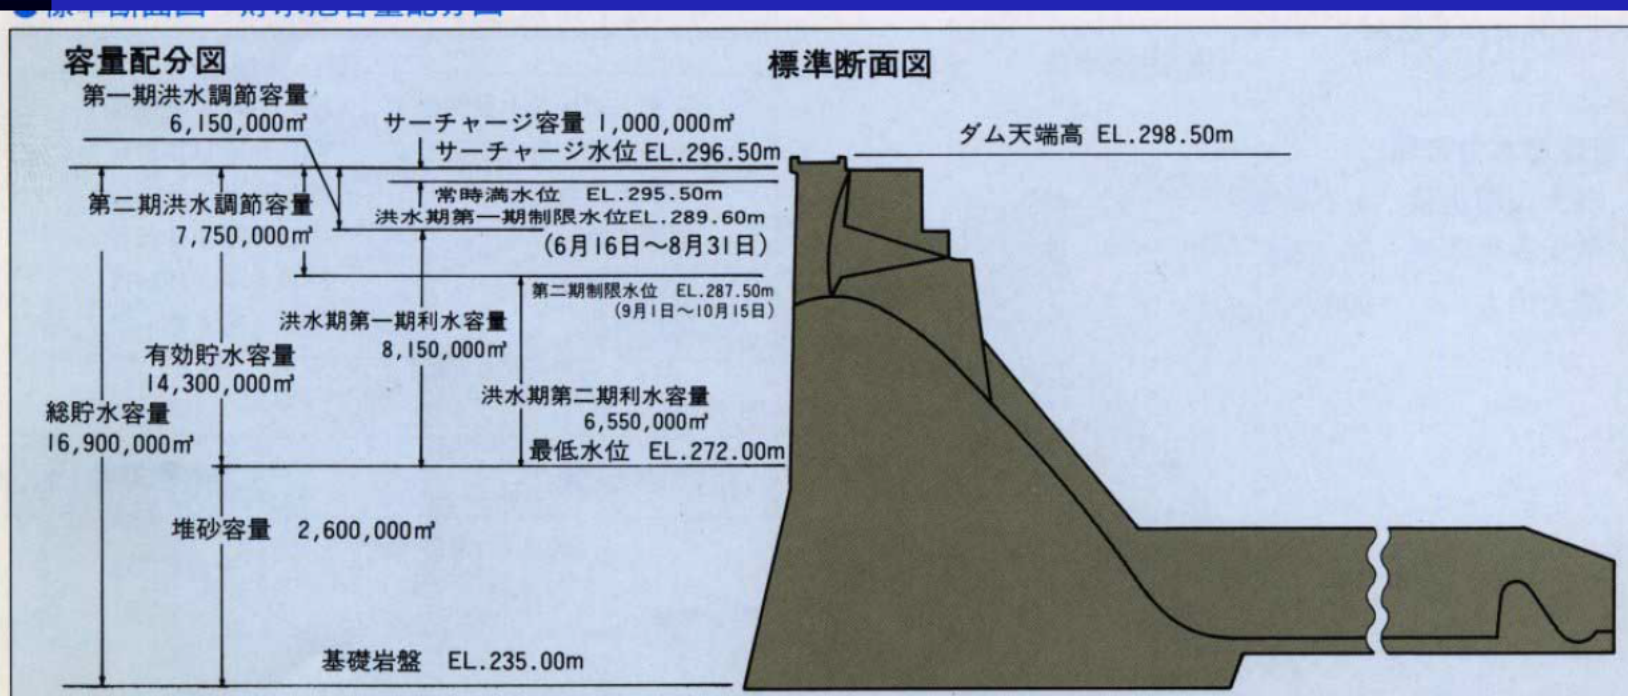 容量配分図
第一期洪水調節容量
6,150,000㎥
サーチャージ容量 1,000,000㎥
サーチャージ水位 EL.296.50m
常時満水位 EL.295.50m
第二期洪水調節容量
7,750,000㎥
洪水期第一期制限水位EL.289.60m
(6月16日～8月31日)
第二期制限水位 EL.287.50m
(9月1日～10月15日)
洪水期第一期利水容量
8,150,000㎥
有効貯水容量
14,300,000㎥
洪水期第二期利水容量
6,550,000㎥
総貯水容量
16,900,000㎥
最低水位 EL.272.00m
堆砂容量 2,600,000㎥
基礎岩盤 EL.235.00m
標準断面図
ダム天端高 EL.298.50m